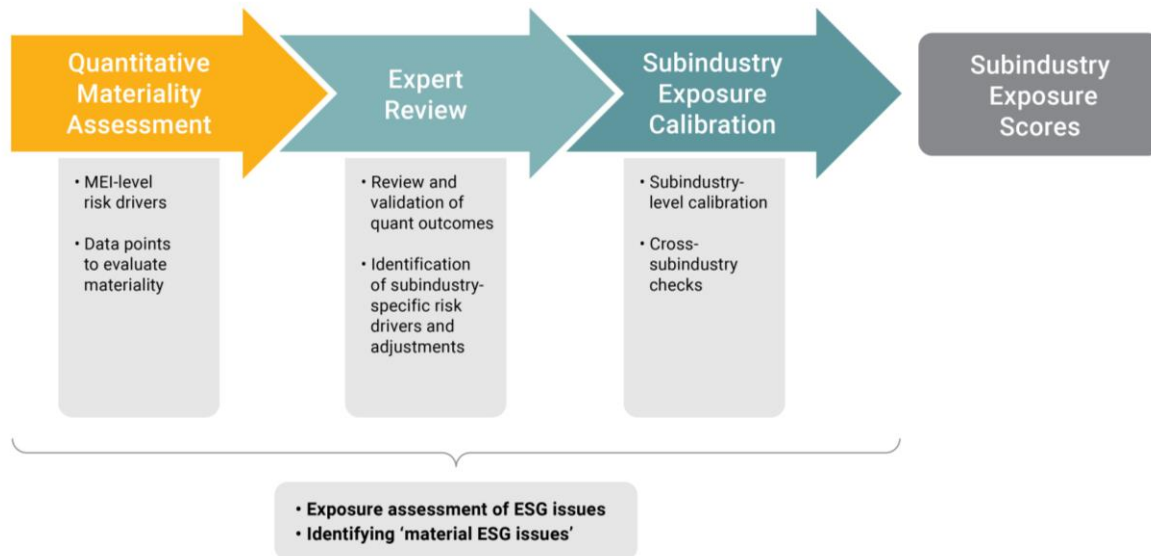 Quantitative
Materiality
Assessment
Expert
Review
Subindustry
Exposure
Calibration
Subindustry
Exposure
Scores
• MEI-level
risk drivers
• Data points
to evaluate
materiality
• Review and
validation of
quant outcomes
• Identification
of subindustry-
specific risk
drivers and
adjustments
• Subindustry-
level calibration
• Cross-
subindustry
checks
• Exposure assessment of ESG issues
• Identifying ‘material ESG issues’